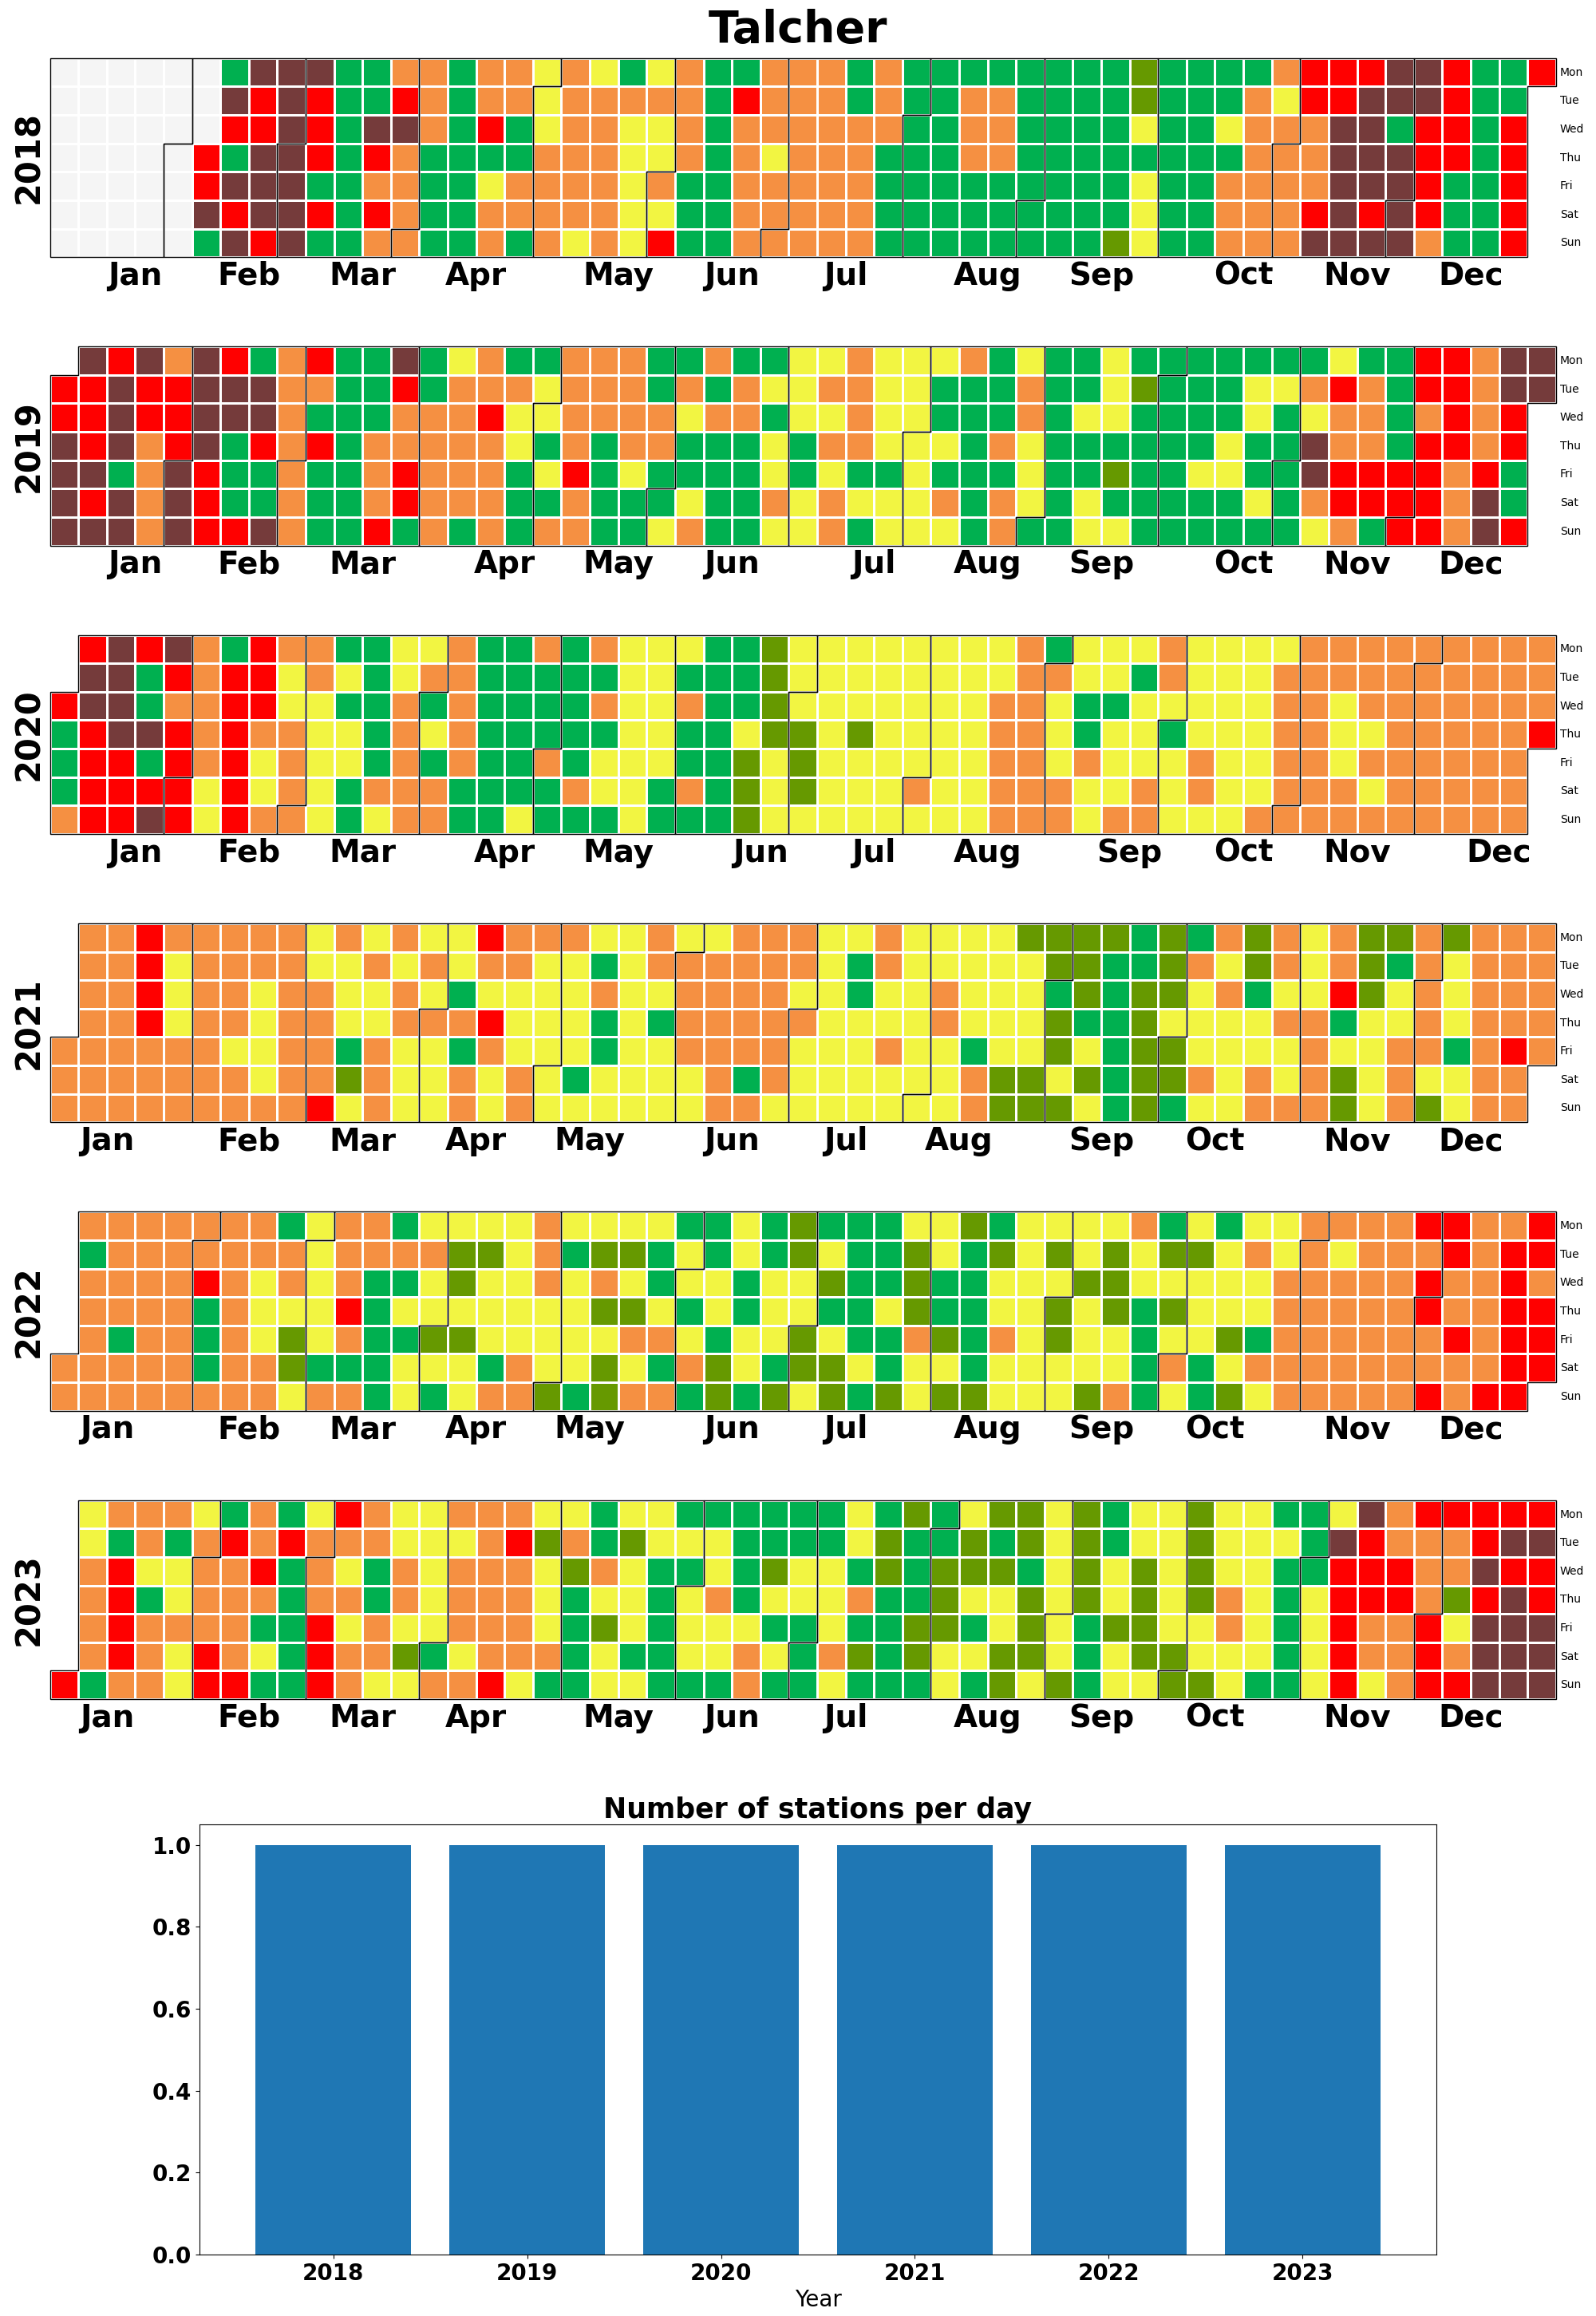 Talcher
2018
Mon
Tue
Wed
Thu
Fri
Sat
Sun
Jan Feb Mar Apr May Jun Jul Aug Sep Oct Nov Dec
2019
Mon
Tue
Wed
Thu
Fri
Sat
Sun
Jan Feb Mar Apr May Jun Jul Aug Sep Oct Nov Dec
2020
Mon
Tue
Wed
Thu
Fri
Sat
Sun
Jan Feb Mar Apr May Jun Jul Aug Sep Oct Nov Dec
2021
Mon
Tue
Wed
Thu
Fri
Sat
Sun
Jan Feb Mar Apr May Jun Jul Aug Sep Oct Nov Dec
2022
Mon
Tue
Wed
Thu
Fri
Sat
Sun
Jan Feb Mar Apr May Jun Jul Aug Sep Oct Nov Dec
2023
Mon
Tue
Wed
Thu
Fri
Sat
Sun
Jan Feb Mar Apr May Jun Jul Aug Sep Oct Nov Dec
Number of stations per day
1.0
0.8
0.6
0.4
0.2
0.0
2018 2019 2020 2021 2022 2023
Year